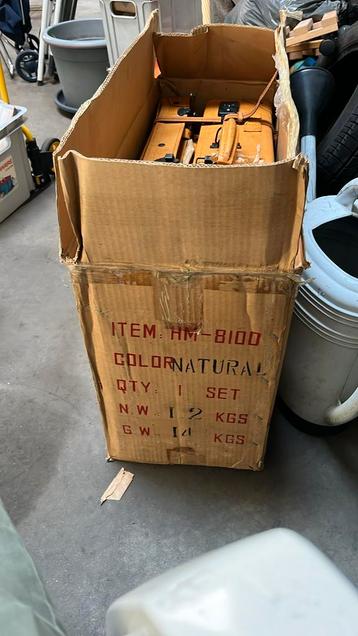 ITEM: HM-8100
COLOR NATURAL
QTY: 1 SET
N.W. 12 KGS
G.W. 14 KGS